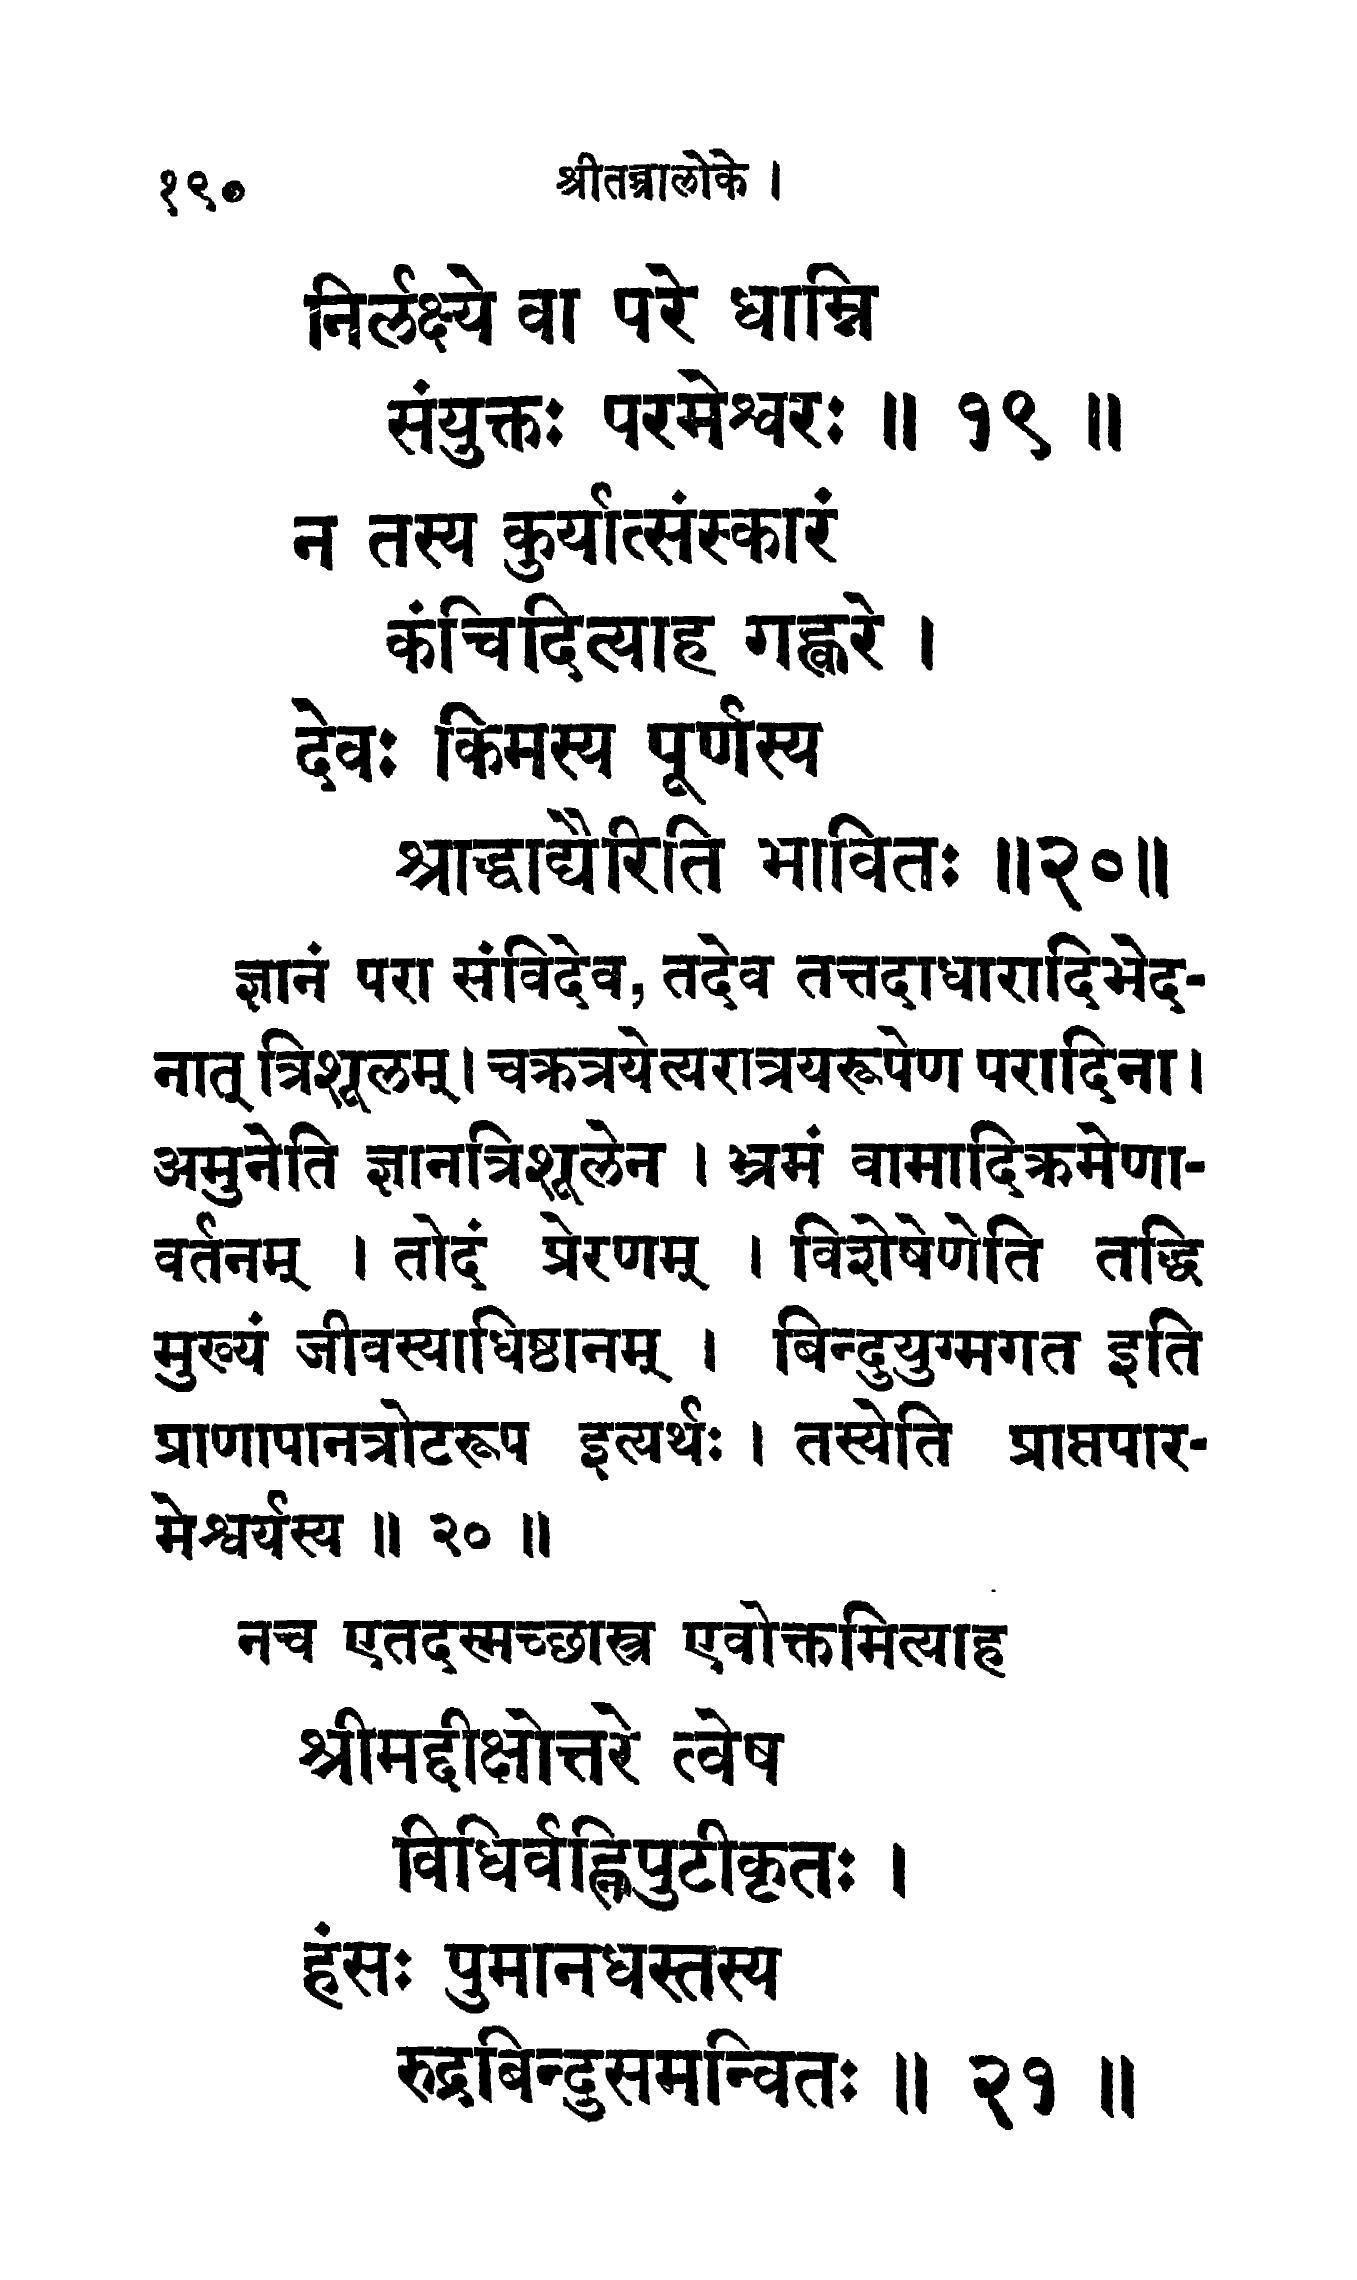 १९० श्रीतन्त्रालोके ।
निर्लक्ष्ये वा परे धाम्नि
संयुक्तः परमेश्वरः ॥ १९ ॥
न तस्य कुर्यात्संस्कारं
कंचिदित्याह गह्वरे ।
देवः किमस्य पूर्णस्य
श्राद्धाद्यैरिति भावितः ॥२०॥
ज्ञानं परा संविदेव, तदेव तत्तदाधारादिभेद-
नात् त्रिशूलम् । चक्रत्रयेत्यरात्रयरूपेण परादिना ।
अमुनेति ज्ञानत्रिशूलेन । भ्रमं वामादिक्रमेणा-
वर्तनम् । तोदं प्रेरणम् । विशेषेणेति तद्धि
मुख्यं जीवस्याधिष्ठानम् । बिन्दुयुग्मगत इति
प्राणापानत्रोटरूप इत्यर्थः । तस्येति प्राप्तपार-
मेश्वर्यस्य ॥ २० ॥
नच एतदस्मच्छास्त्र एवोक्तमित्याह
श्रीमद्दीक्षोत्तरे त्वेष
विधिर्वह्निपुटीकृतः ।
हंसः पुमानधस्तस्य
रुद्रबिन्दुसमन्वितः ॥ २१ ॥